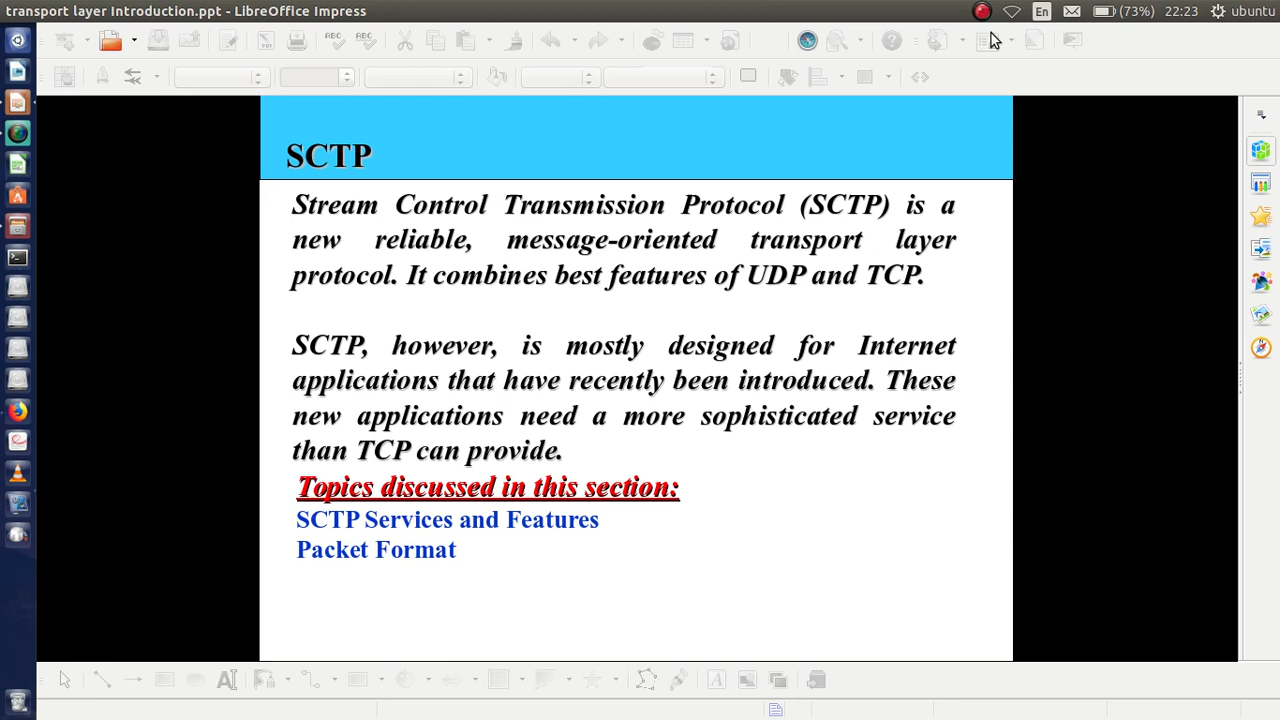 transport layer Introduction.ppt - LibreOffice Impress
En
(73%)
22:23
ubuntu
SCTP
Stream Control Transmission Protocol (SCTP) is a
new reliable, message-oriented transport layer
protocol. It combines best features of UDP and TCP.
SCTP, however, is mostly designed for Internet
applications that have recently been introduced. These
new applications need a more sophisticated service
than TCP can provide.
Topics discussed in this section:
SCTP Services and Features
Packet Format